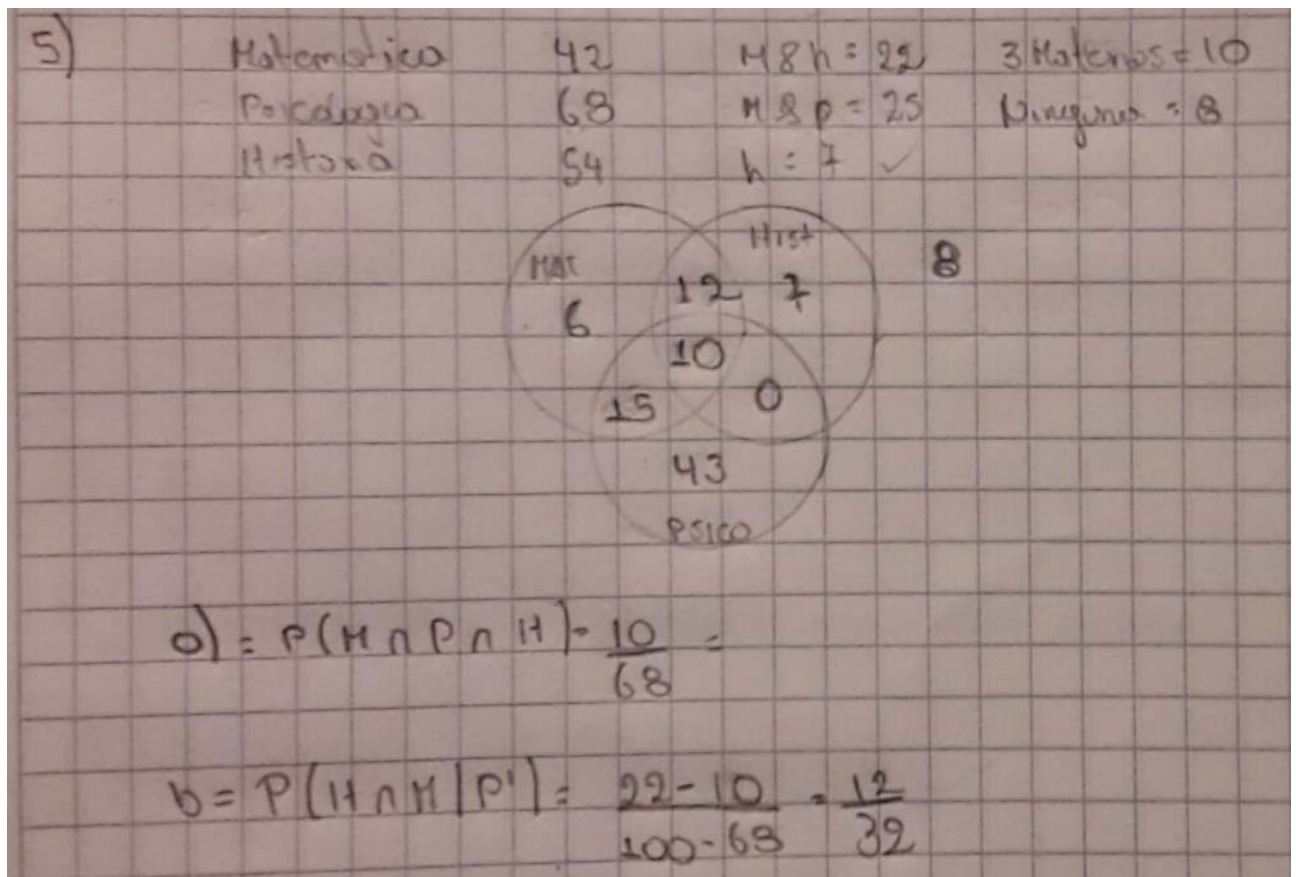 5) Matematica 42 M & h = 22 3 Materias = 10
Psicologia 68 M & p = 25 Ninguna = 8
Historia 54 h = 7 ✓
Hist
MAT 8
12 7
6
10
15 0
43
PSICO
a) = P(M ∩ P ∩ H) = 10/68 =
b = P(H ∩ M | P') = 22-10/100-68 = 12/32